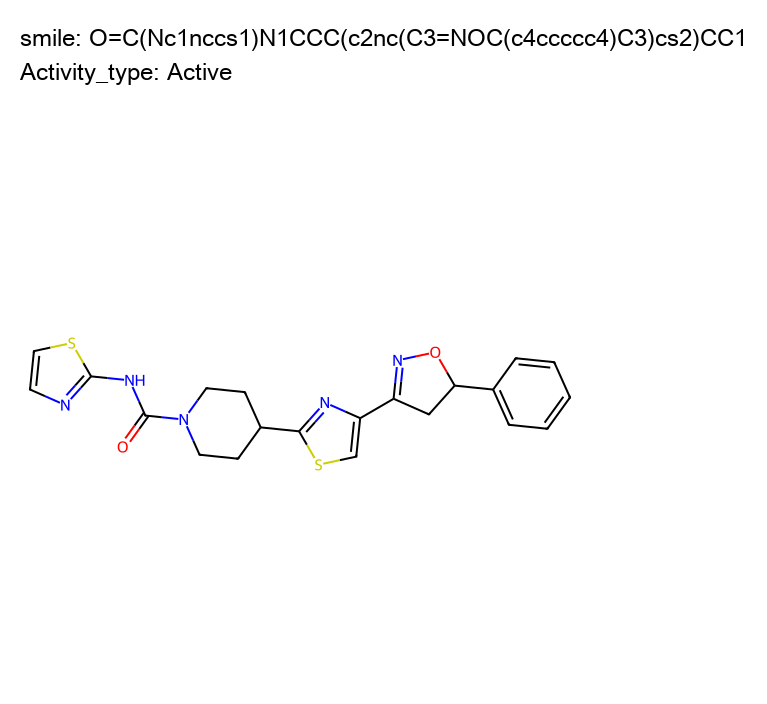 smile: O=C(Nc1nccs1)N1CCC(c2nc(C3=NOC(c4ccccc4)C3)cs2)CC1
Activity_type: Active
S
N
NH
O
N
N
S
N
O